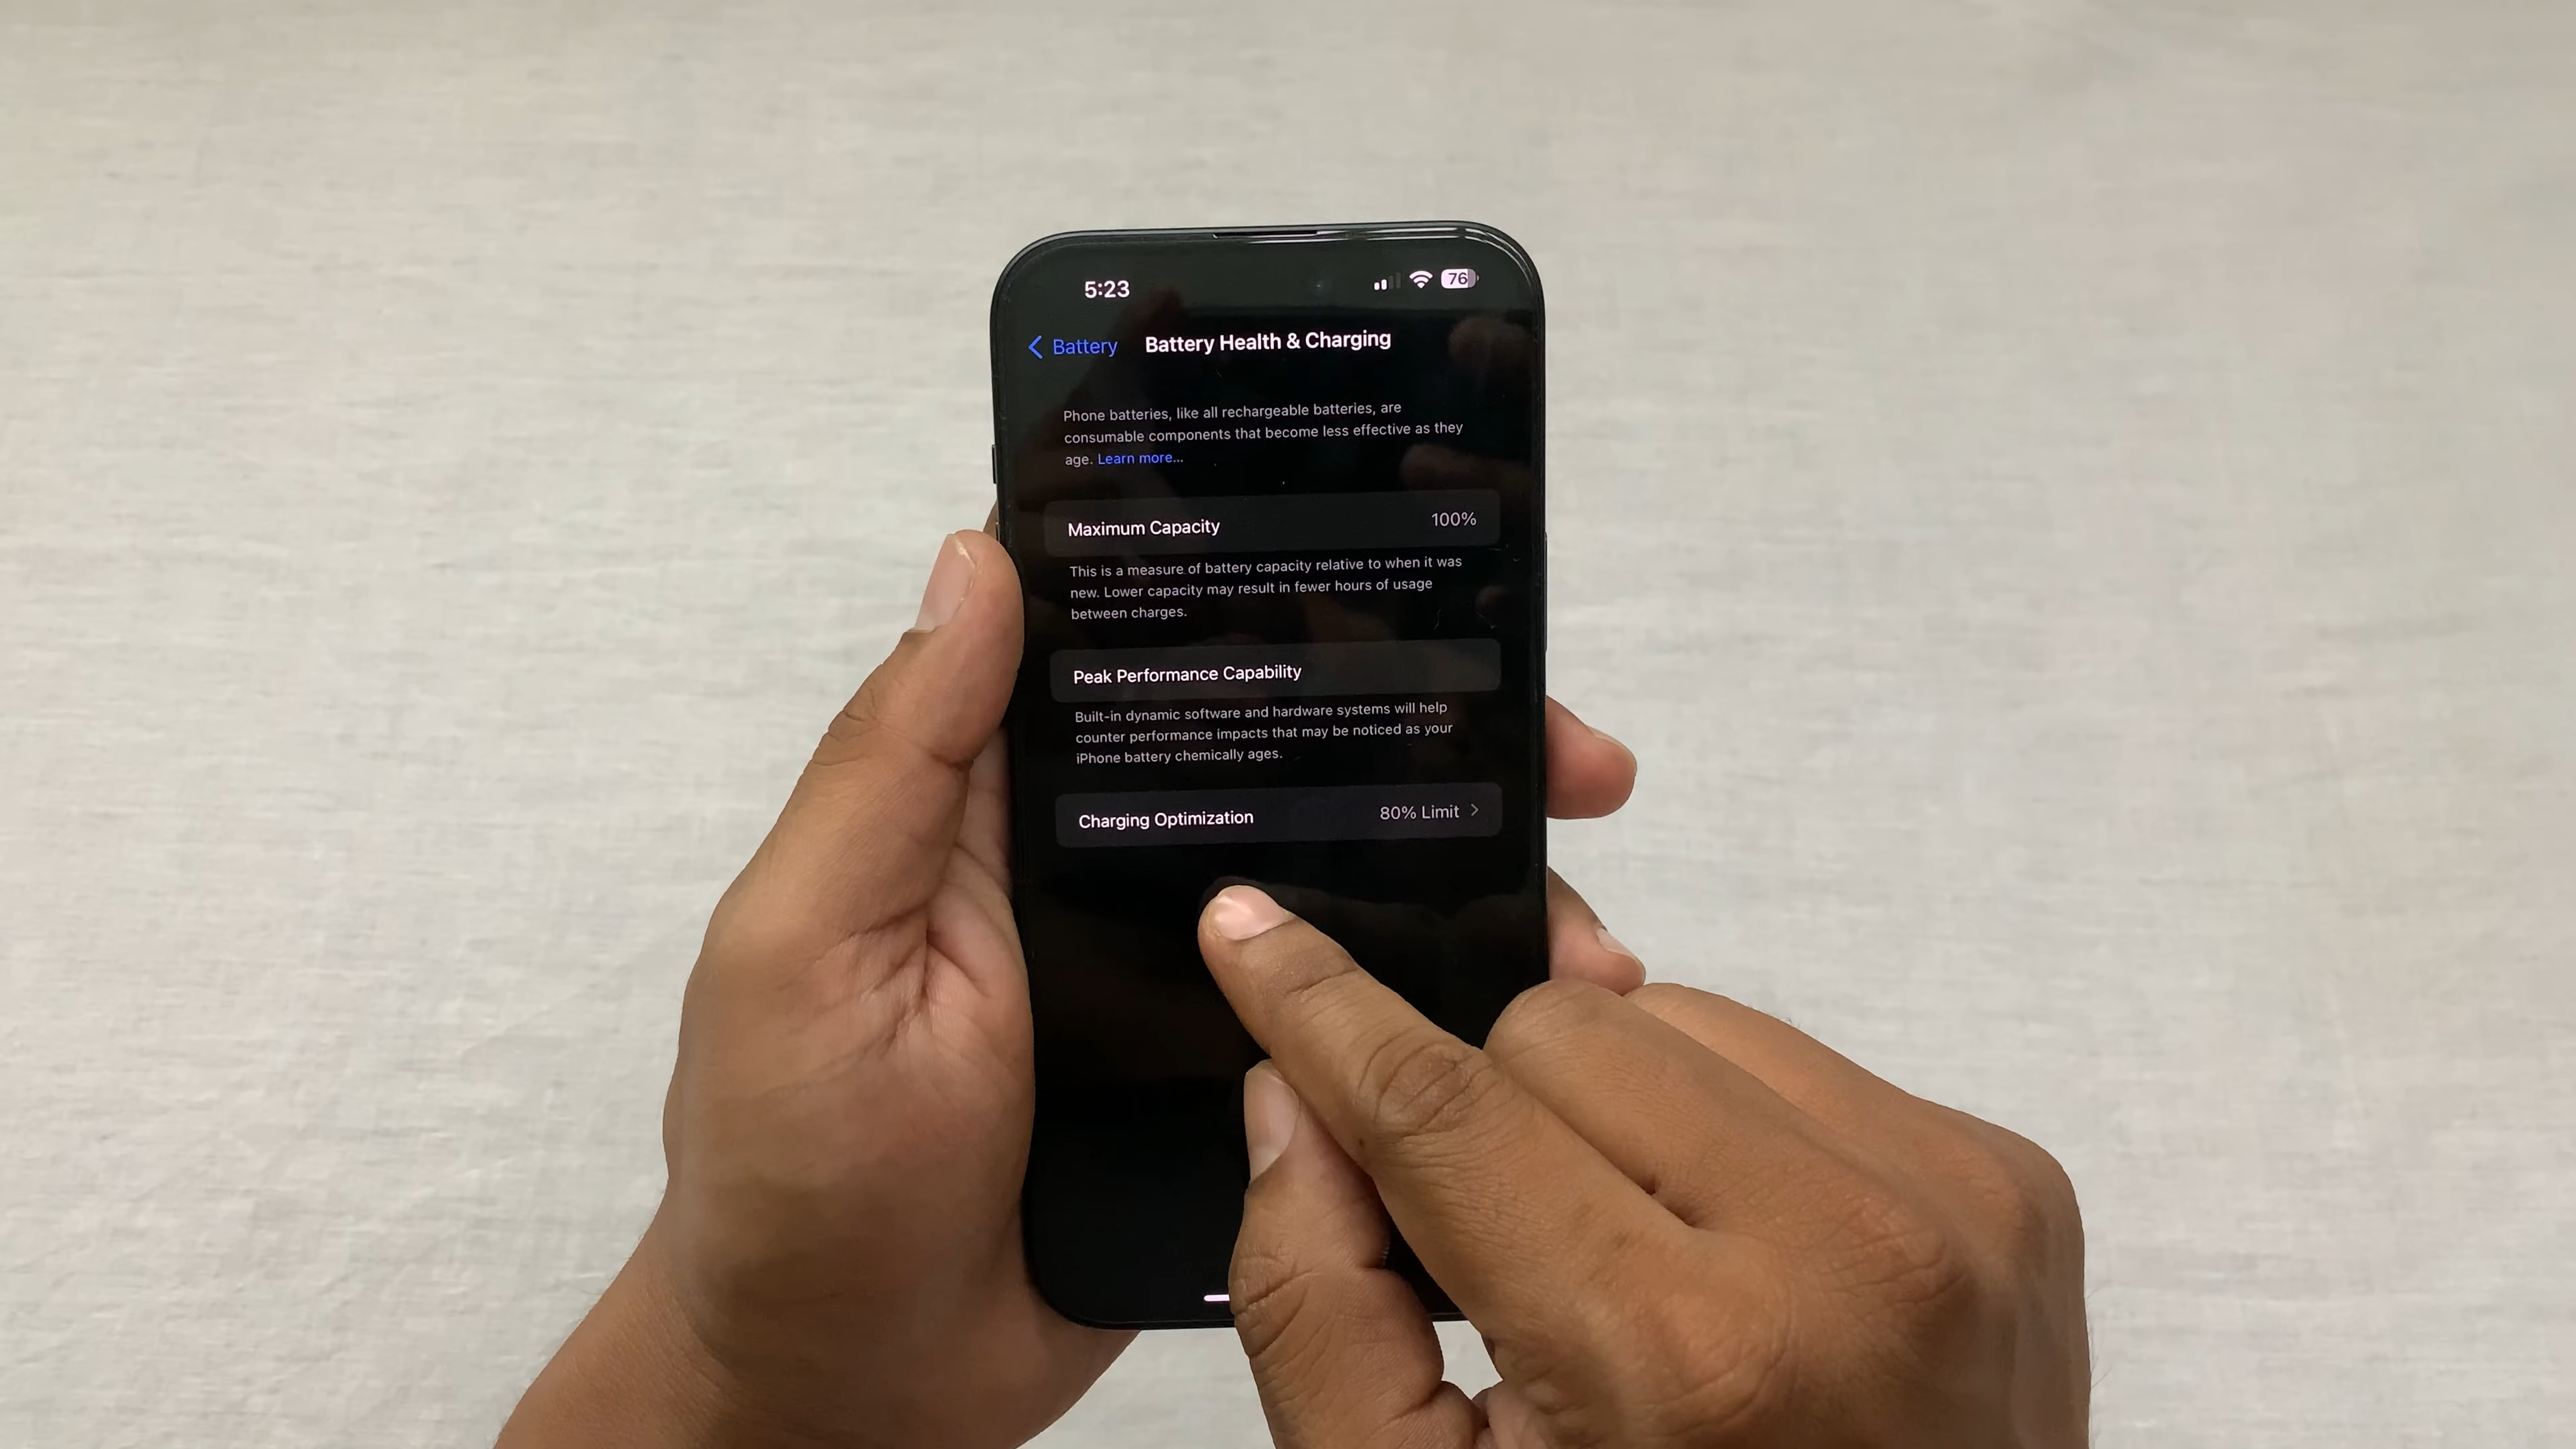 5:23 76
Battery Battery Health & Charging
Phone batteries, like all rechargeable batteries, are
consumable components that become less effective as they
age. Learn more...
Maximum Capacity 100%
This is a measure of battery capacity relative to when it was
new. Lower capacity may result in fewer hours of usage
between charges.
Peak Performance Capability
Built-in dynamic software and hardware systems will help
counter performance impacts that may be noticed as your
iPhone battery chemically ages.
Charging Optimization 80% Limit